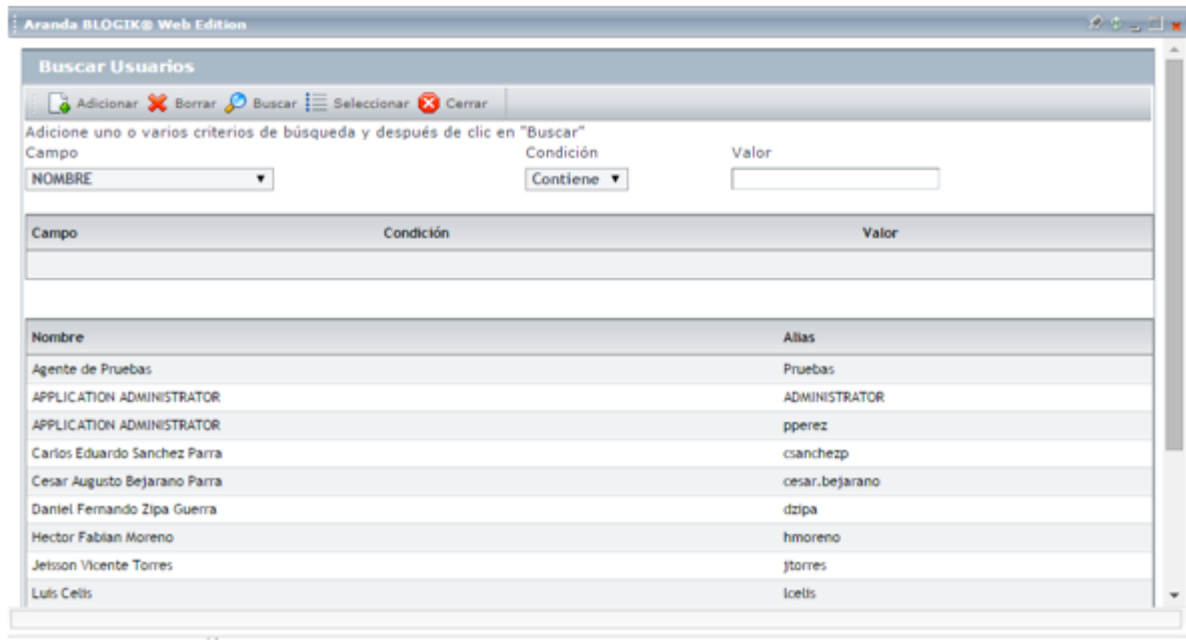 Aranda BLOGIK® Web Edition
Buscar Usuarios
Adicionar Borrar Buscar Seleccionar Cerrar
Adicione uno o varios criterios de búsqueda y después de clic en "Buscar"
Campo Condición Valor
NOMBRE Contiene
Campo Condición Valor
Nombre Alias
Agente de Pruebas Pruebas
APPLICATION ADMINISTRATOR ADMINISTRATOR
APPLICATION ADMINISTRATOR pperez
Carlos Eduardo Sanchez Parra csanchezp
Cesar Augusto Bejarano Parra cesar.bejarano
Daniel Fernando Zipa Guerra dzipa
Hector Fabian Moreno hmoreno
Jeisson Vicente Torres jtorres
Luis Celis lcelis